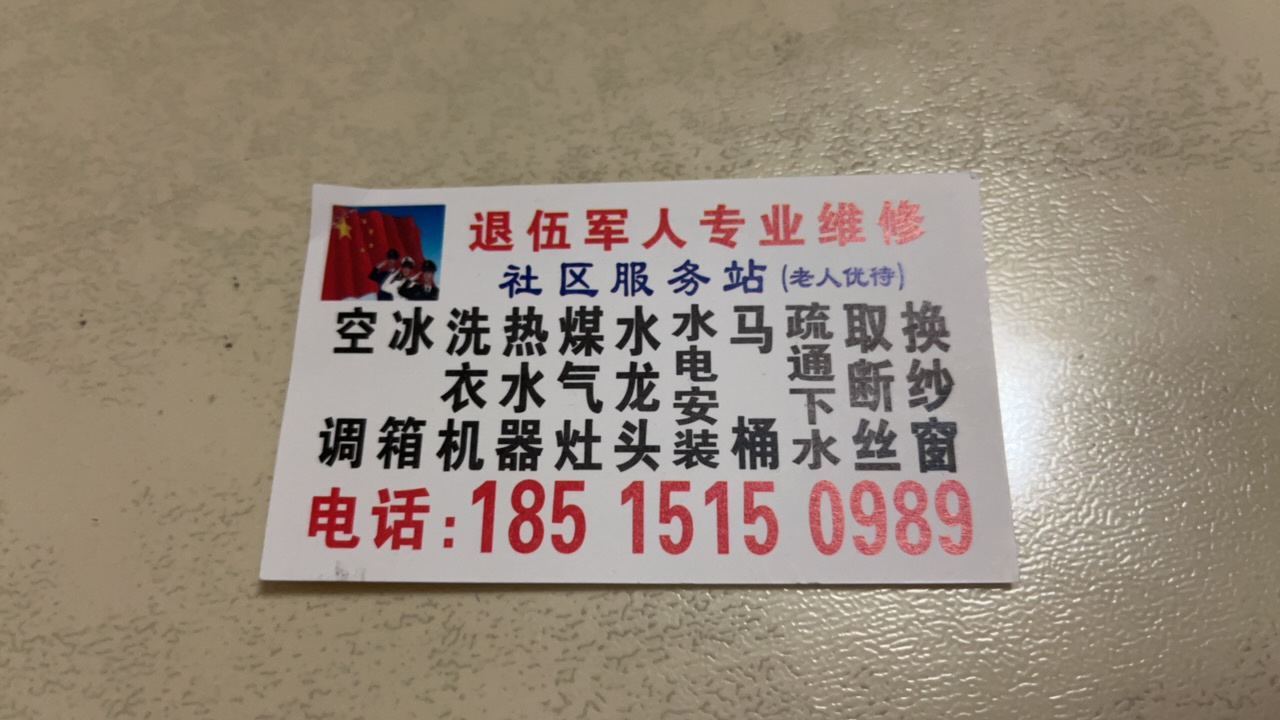 退伍军人专业维修
社区服务站(老人优待)
空调
冰箱
洗衣机
热水器
煤气灶
水龙头
水电安装
马桶
疏通下水
取断丝
换纱窗
电话:185 1515 0989